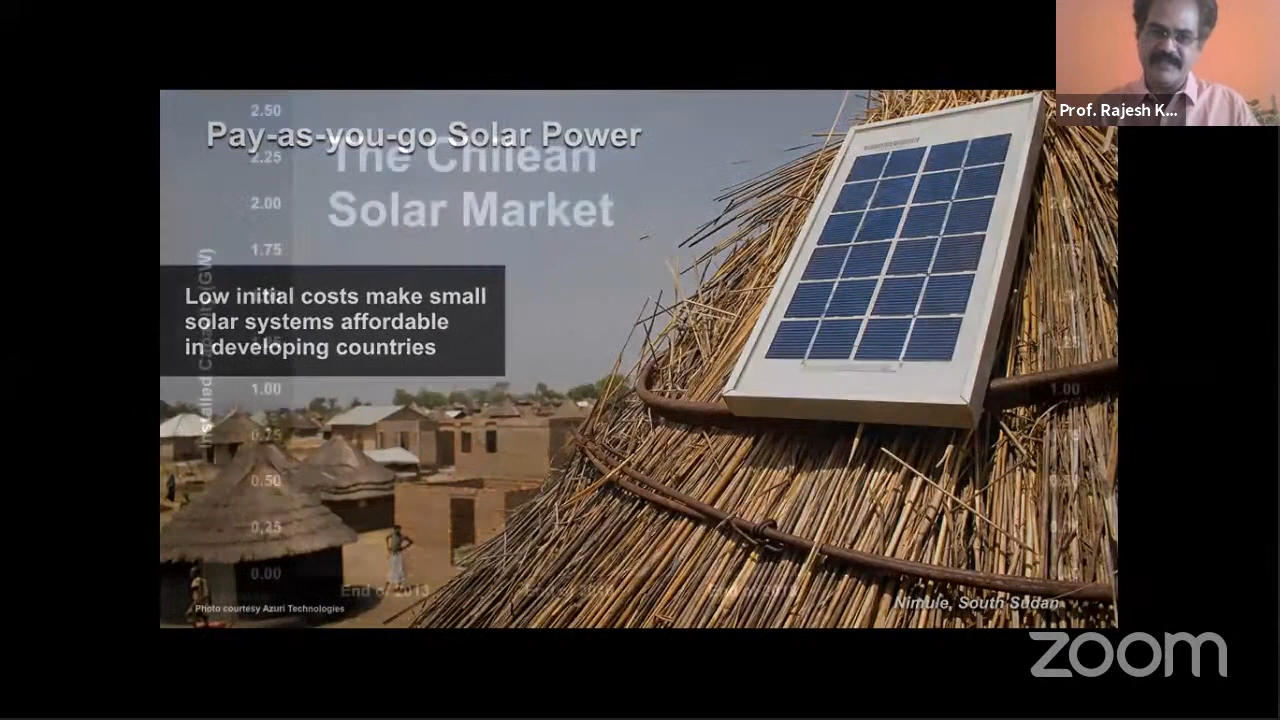 Prof. Rajesh K...
2.50
Pay-as-you-go Solar Power
The Chilean
2.25
Solar Market
2.00
1.75
Installed Capacity (GW)
Low initial costs make small
solar systems affordable
in developing countries
1.00
1.00
0.75
0.50
0.25
0.00
End of 2013
Photo courtesy Azuri Technologies
Nimule, South Sudan
zoom